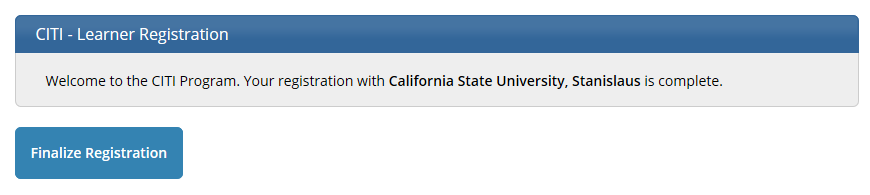 CITI - Learner Registration
Welcome to the CITI Program. Your registration with California State University, Stanislaus is complete.
Finalize Registration